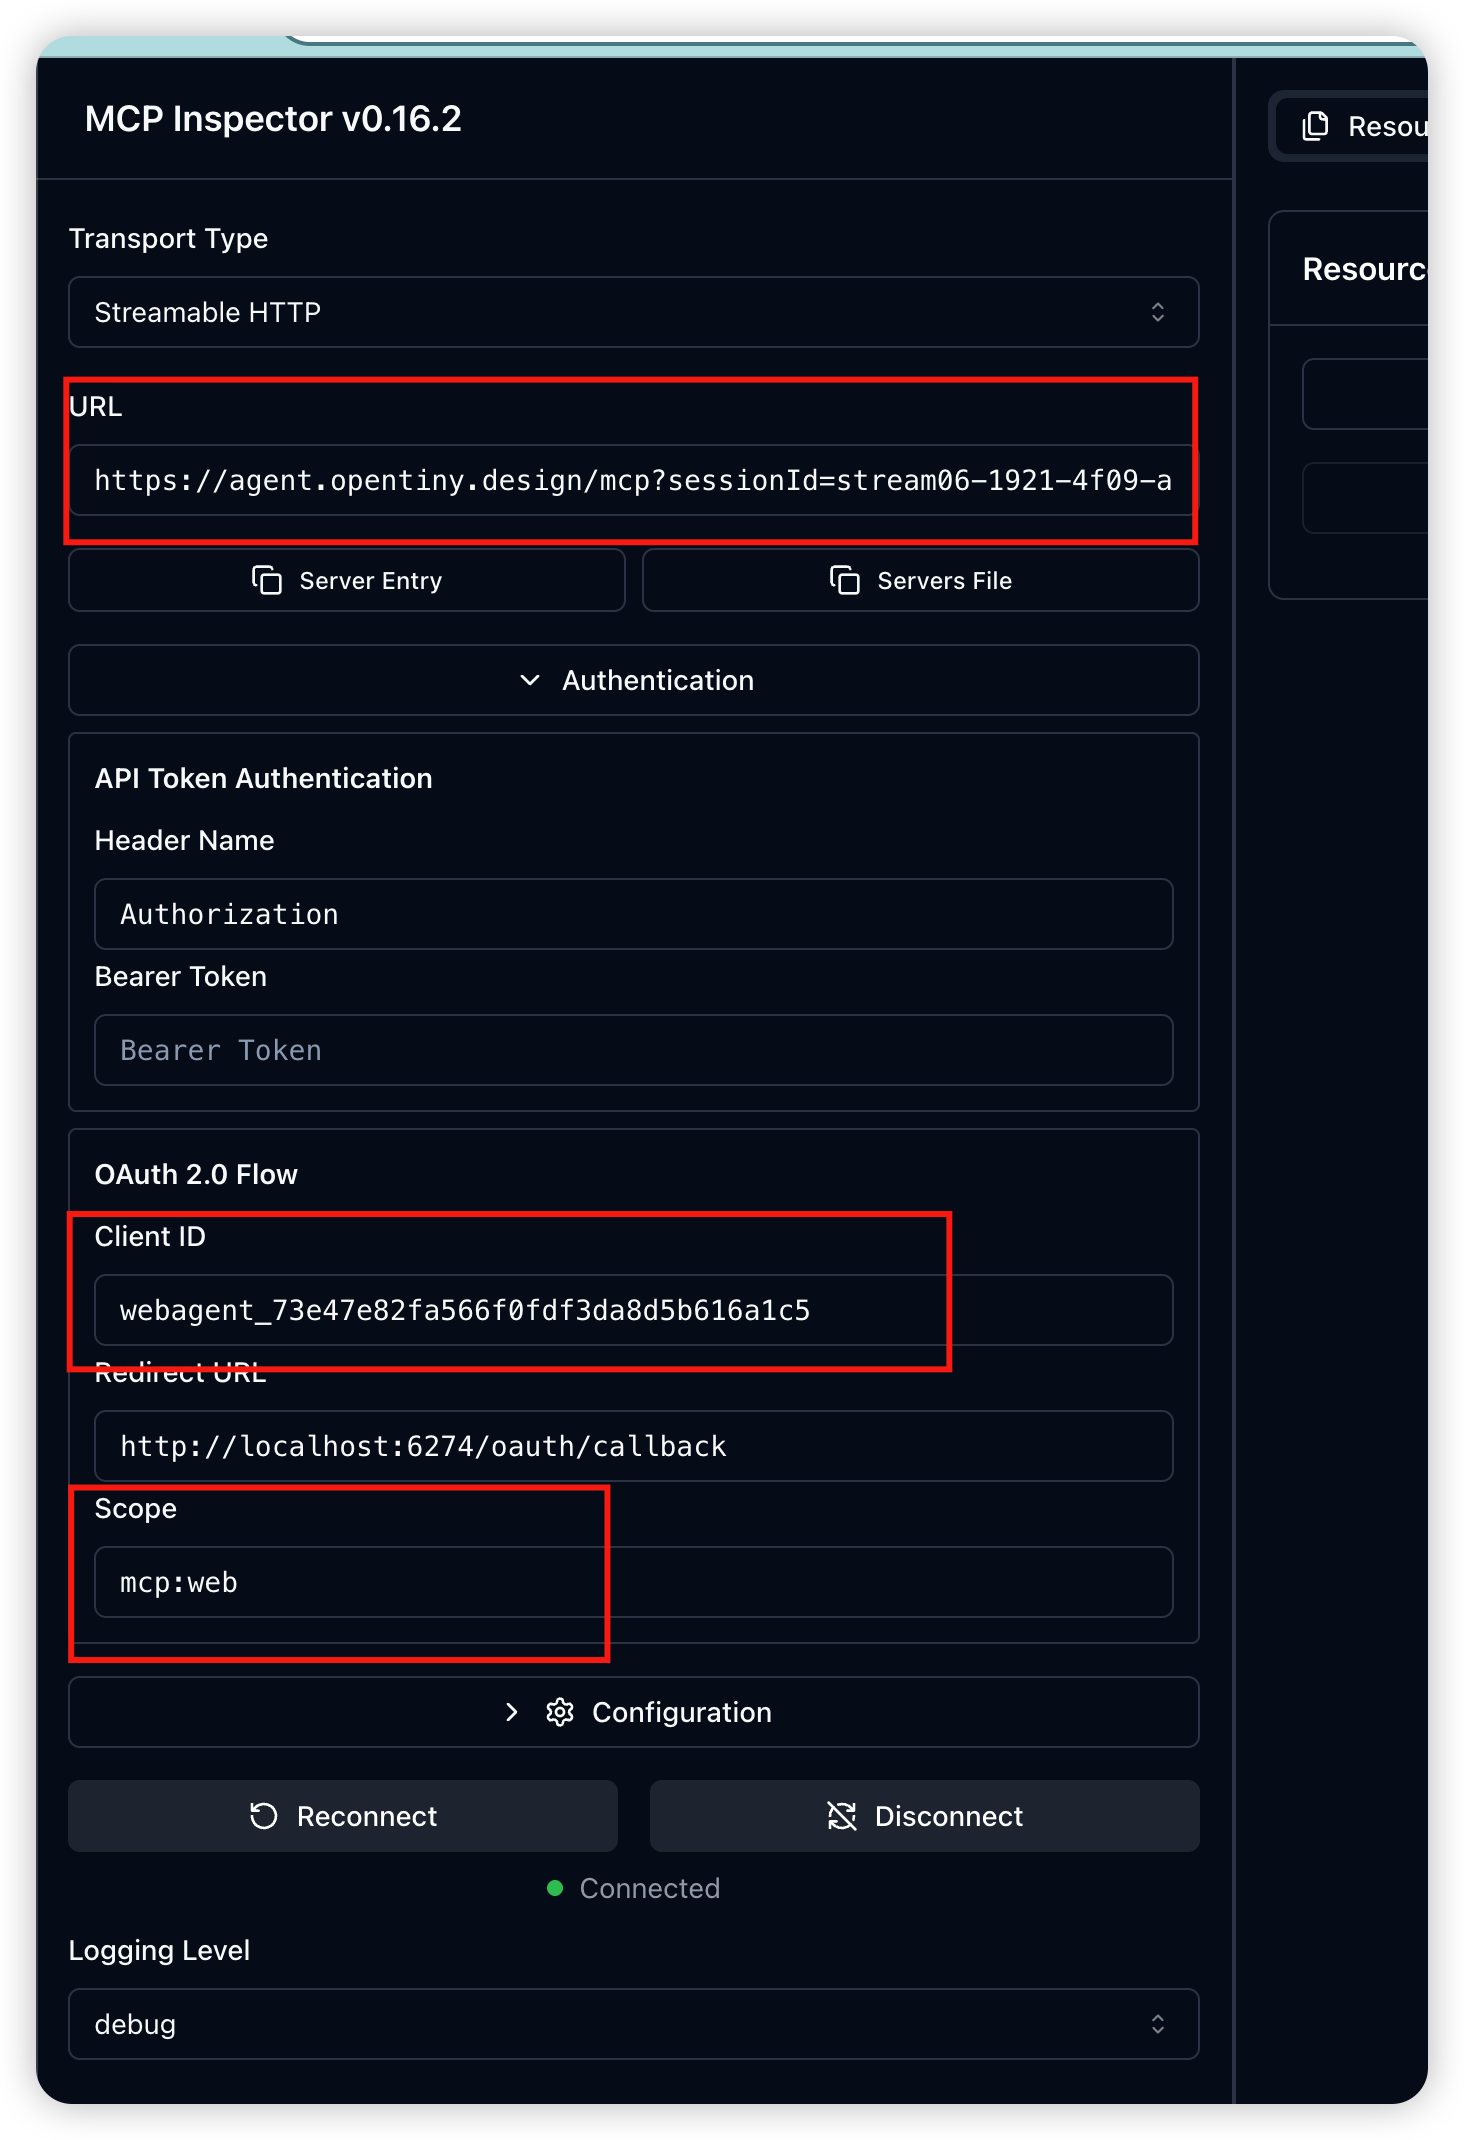 MCP Inspector v0.16.2
Transport Type
Streamable HTTP
URL
https://agent.opentiny.design/mcp?sessionId=stream06-1921-4f09-a
Server Entry
Servers File
Authentication
API Token Authentication
Header Name
Authorization
Bearer Token
Bearer Token
OAuth 2.0 Flow
Client ID
webagent_73e47e82fa566f0fdf3da8d5b616a1c5
Redirect URL
http://localhost:6274/oauth/callback
Scope
mcp:web
Configuration
Reconnect
Disconnect
Connected
Logging Level
debug
Resou
Resourc